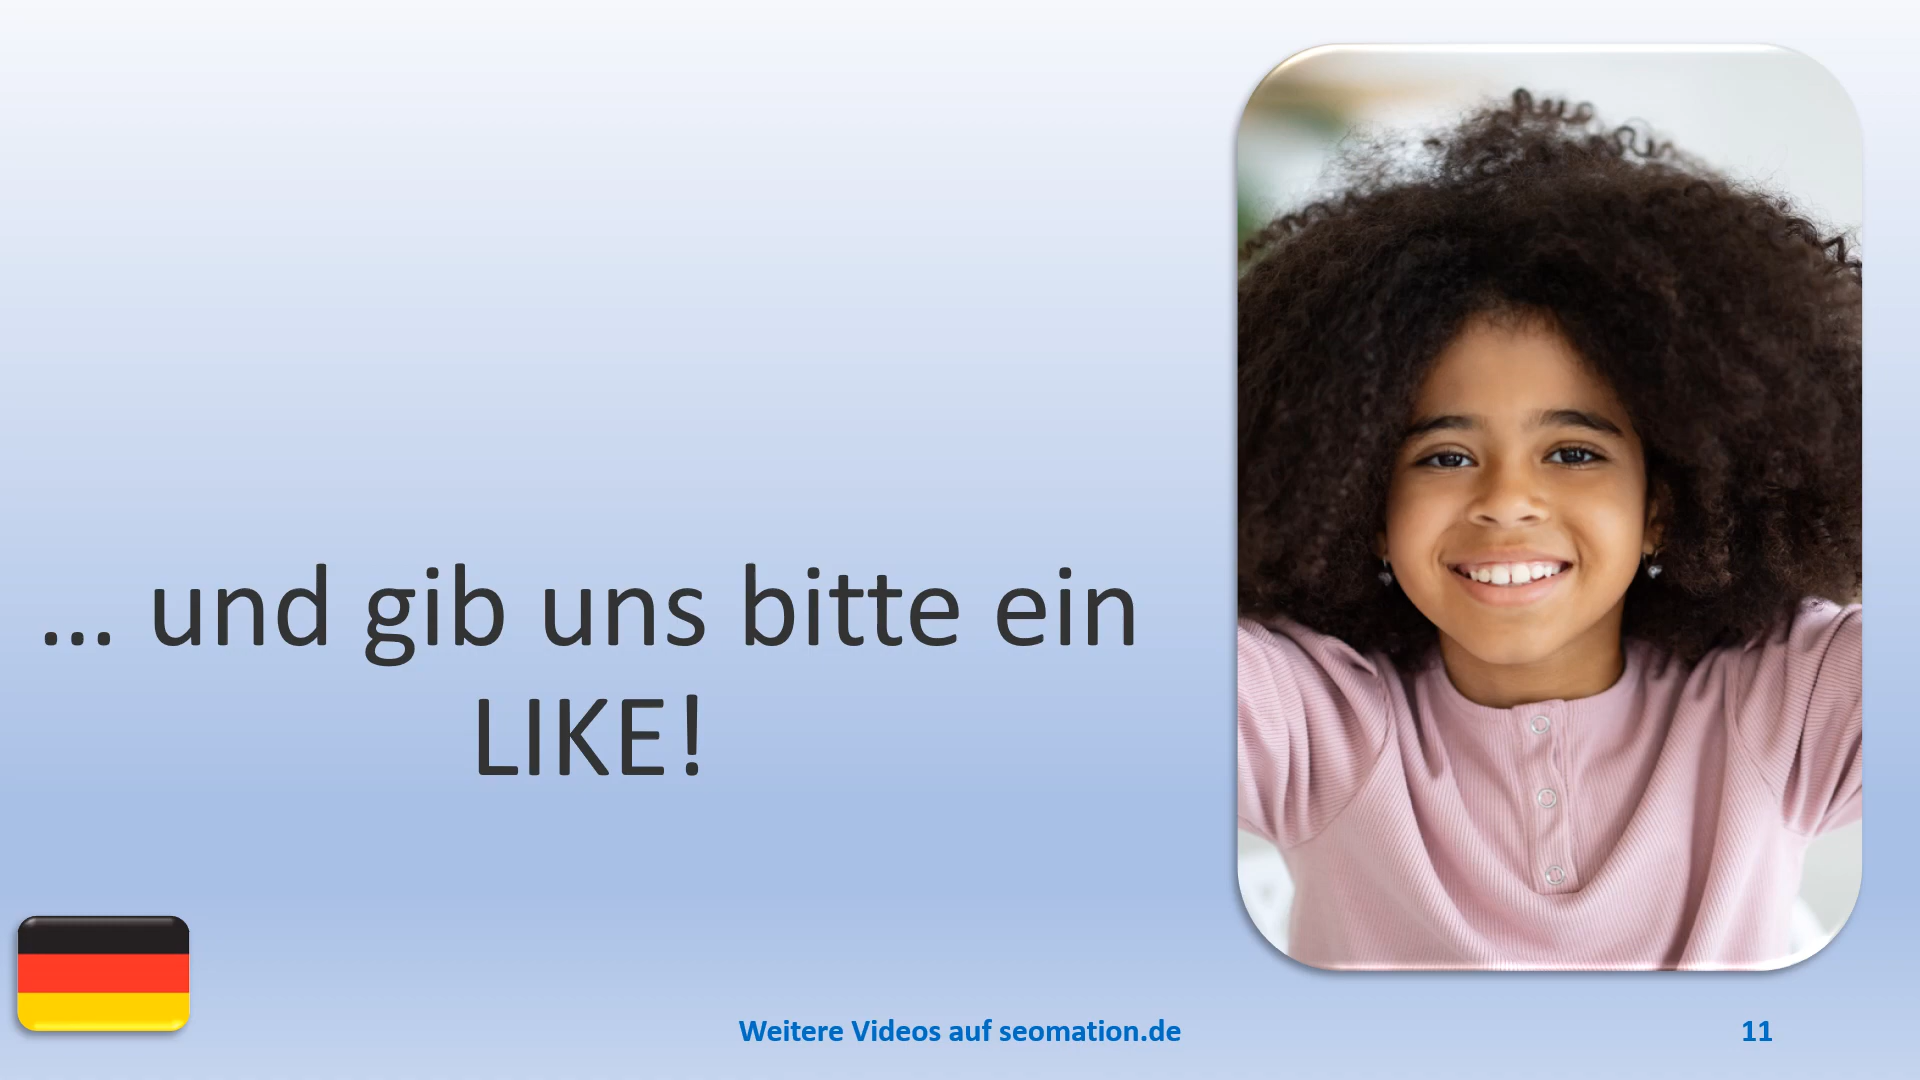 ... und gib uns bitte ein
LIKE!
Weitere Videos auf seomation.de
11